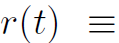 r(t) ≡